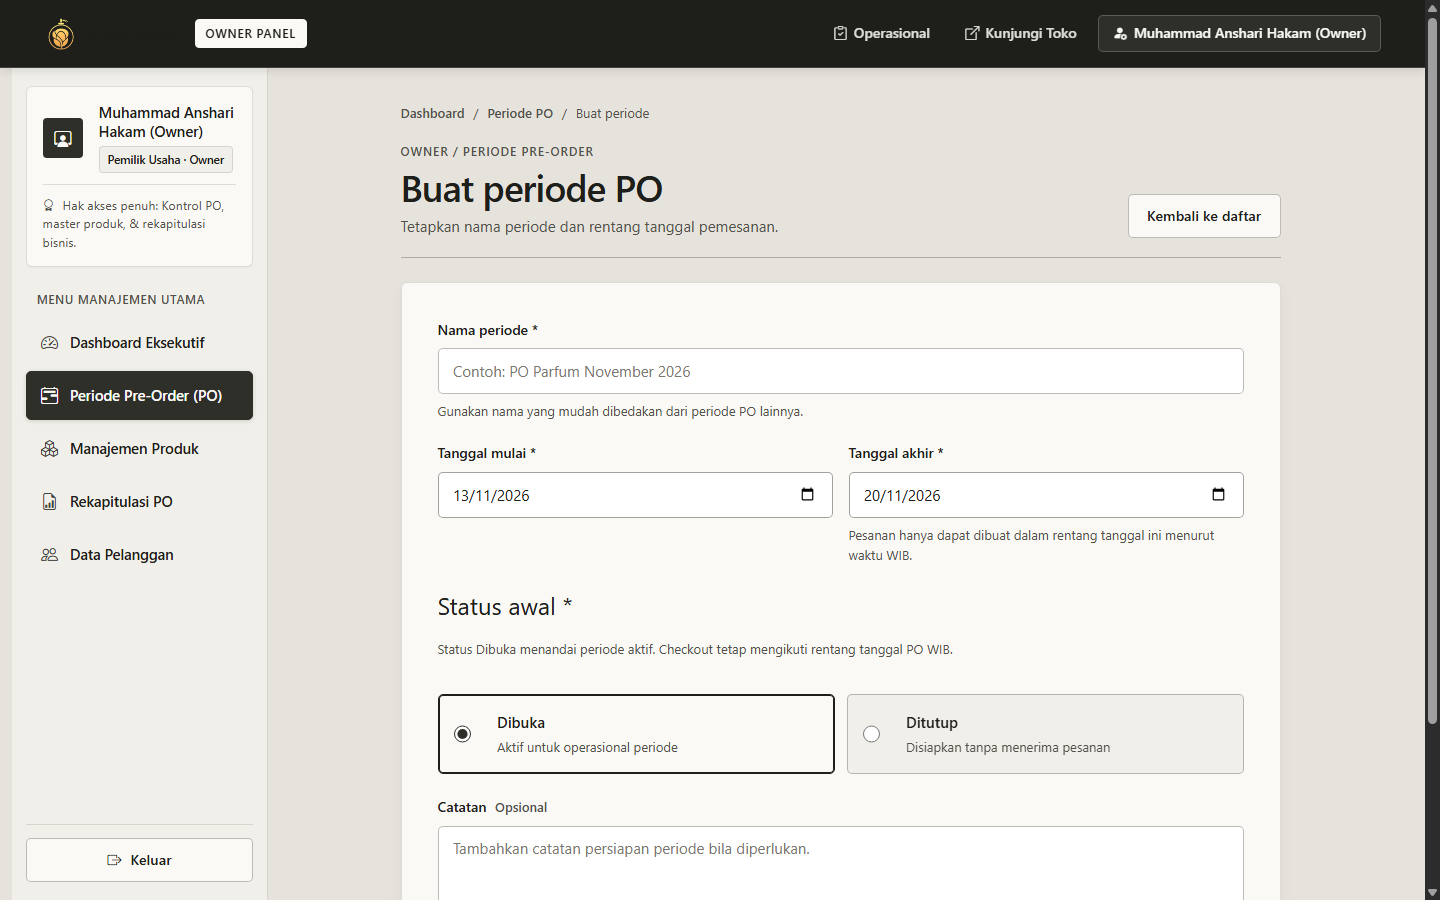 OWNER PANEL
Operasional
Kunjungi Toko
Muhammad Anshari Hakam (Owner)
Muhammad Anshari
Hakam (Owner)
Pemilik Usaha · Owner
Hak akses penuh: Kontrol PO,
master produk, & rekapitulasi
bisnis.
MENU MANAJEMEN UTAMA
Dashboard Eksekutif
Periode Pre-Order (PO)
Manajemen Produk
Rekapitulasi PO
Data Pelanggan
Keluar
Dashboard / Periode PO / Buat periode
OWNER / PERIODE PRE-ORDER
Buat periode PO
Tetapkan nama periode dan rentang tanggal pemesanan.
Kembali ke daftar
Nama periode *
Contoh: PO Parfum November 2026
Gunakan nama yang mudah dibedakan dari periode PO lainnya.
Tanggal mulai *
13/11/2026
Tanggal akhir *
20/11/2026
Pesanan hanya dapat dibuat dalam rentang tanggal ini menurut
waktu WIB.
Status awal *
Status Dibuka menandai periode aktif. Checkout tetap mengikuti rentang tanggal PO WIB.
Dibuka
Aktif untuk operasional periode
Ditutup
Disiapkan tanpa menerima pesanan
Catatan Opsional
Tambahkan catatan persiapan periode bila diperlukan.